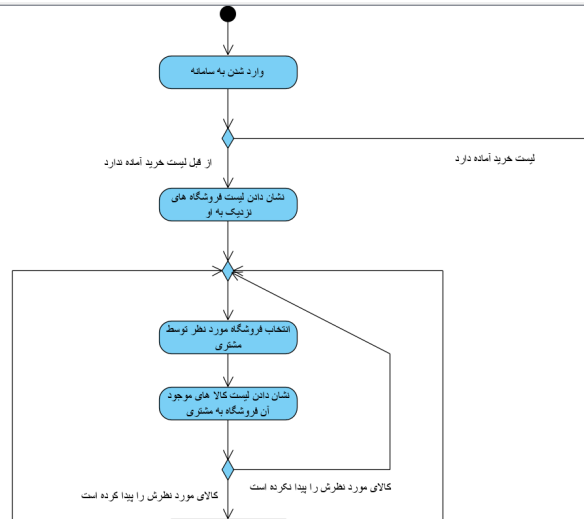 وارد شدن به سامانه
لیست خرید آماده دارد
از قبل لیست خرید آماده ندارد
نشان دادن لیست فروشگاه های
نزدیک به او
انتخاب فروشگاه مورد نظر توسط
مشتری
نشان دادن لیست کالا های موجود
آن فروشگاه به مشتری
کالای مورد نظرش را پیدا نکرده است
کالای مورد نظرش را پیدا کرده است